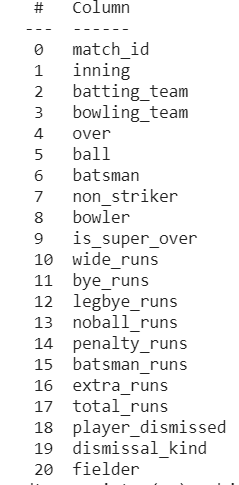 # Column
--- ------
0 match_id
1 inning
2 batting_team
3 bowling_team
4 over
5 ball
6 batsman
7 non_striker
8 bowler
9 is_super_over
10 wide_runs
11 bye_runs
12 legbye_runs
13 noball_runs
14 penalty_runs
15 batsman_runs
16 extra_runs
17 total_runs
18 player_dismissed
19 dismissal_kind
20 fielder